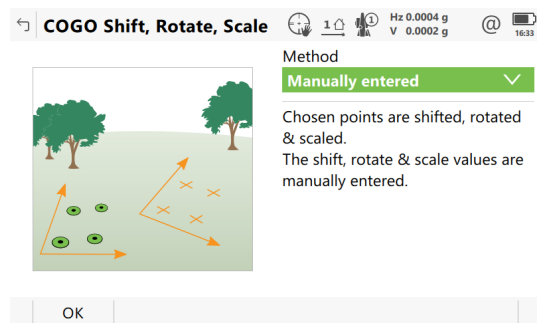 COGO Shift, Rotate, Scale
1
1
Hz 0.0004 g
V 0.0002 g
@
16:33
Method
Manually entered
Chosen points are shifted, rotated
& scaled.
The shift, rotate & scale values are
manually entered.
OK